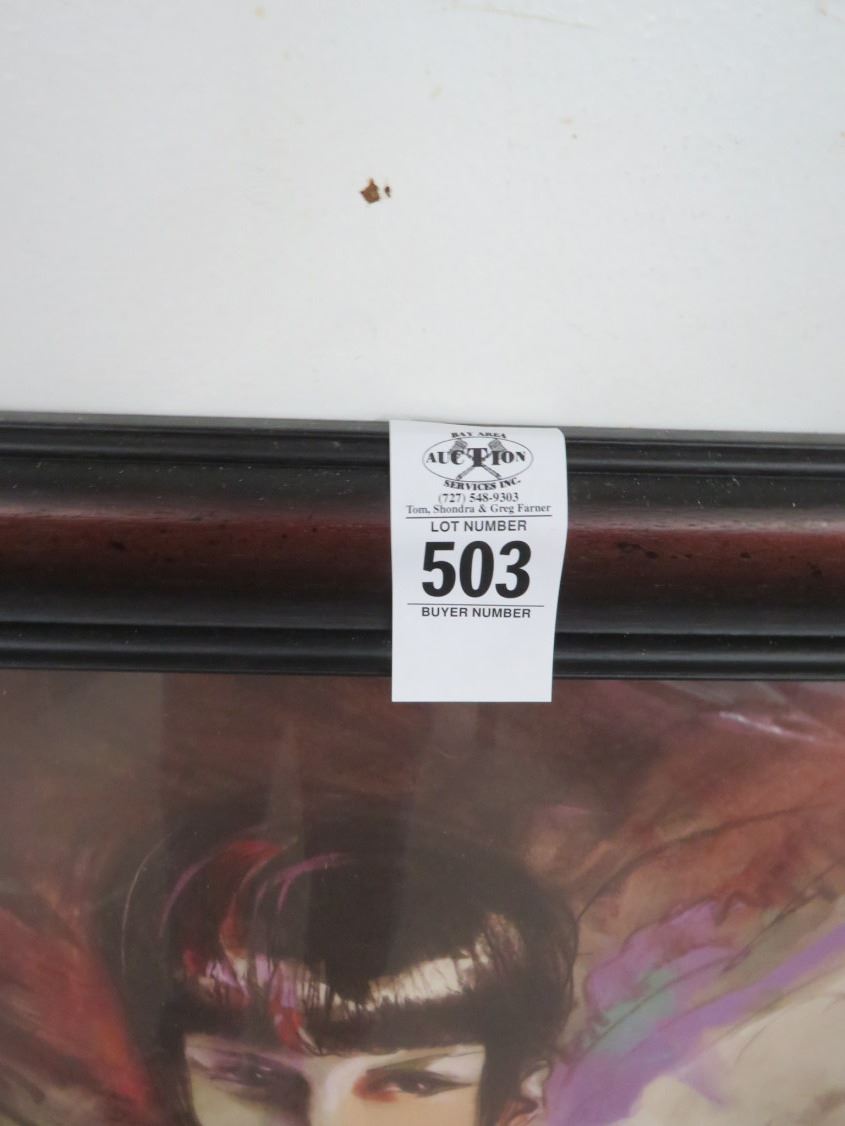 BAY AREA
AUCTION
SERVICES INC.
(727) 548-9303
Tom, Shondra & Greg Farner
LOT NUMBER
503
BUYER NUMBER